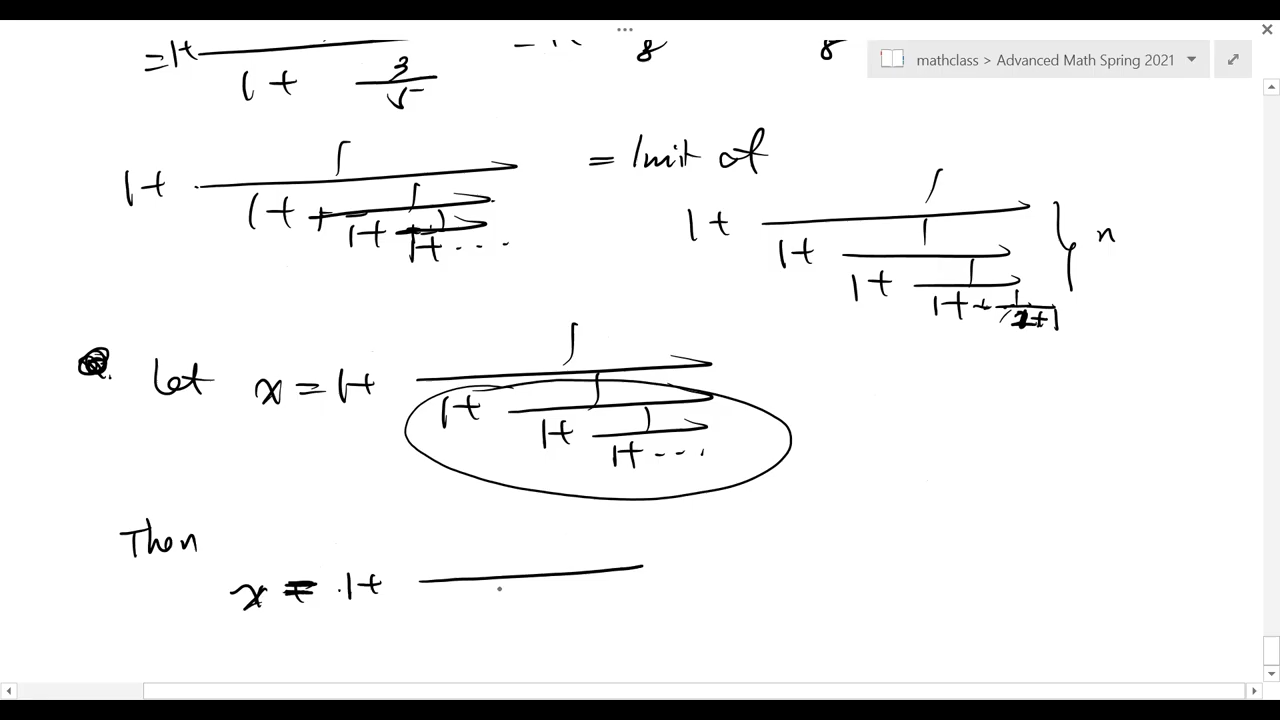 mathclass > Advanced Math Spring 2021
=1+
1+ 3/5
8 8
1+ 1/(1+ 1/(1+ 1/(1+ ...
= limit of
1+ 1/(1+ 1/(1+ 1/(1+ 1/(1+1 } n
Let x = 1+ 1/(1+ 1/(1+ 1/(1+ ...
Then
x = 1+